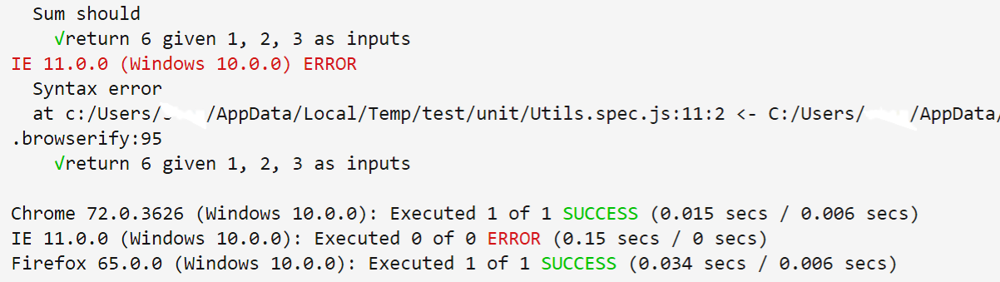 Sum should
√return 6 given 1, 2, 3 as inputs
IE 11.0.0 (Windows 10.0.0) ERROR
Syntax error
at c:/Users/ /AppData/Local/Temp/test/unit/Utils.spec.js:11:2 <- C:/Users/ /AppData/
.browserify:95
√return 6 given 1, 2, 3 as inputs
Chrome 72.0.3626 (Windows 10.0.0): Executed 1 of 1 SUCCESS (0.015 secs / 0.006 secs)
IE 11.0.0 (Windows 10.0.0): Executed 0 of 0 ERROR (0.15 secs / 0 secs)
Firefox 65.0.0 (Windows 10.0.0): Executed 1 of 1 SUCCESS (0.034 secs / 0.006 secs)